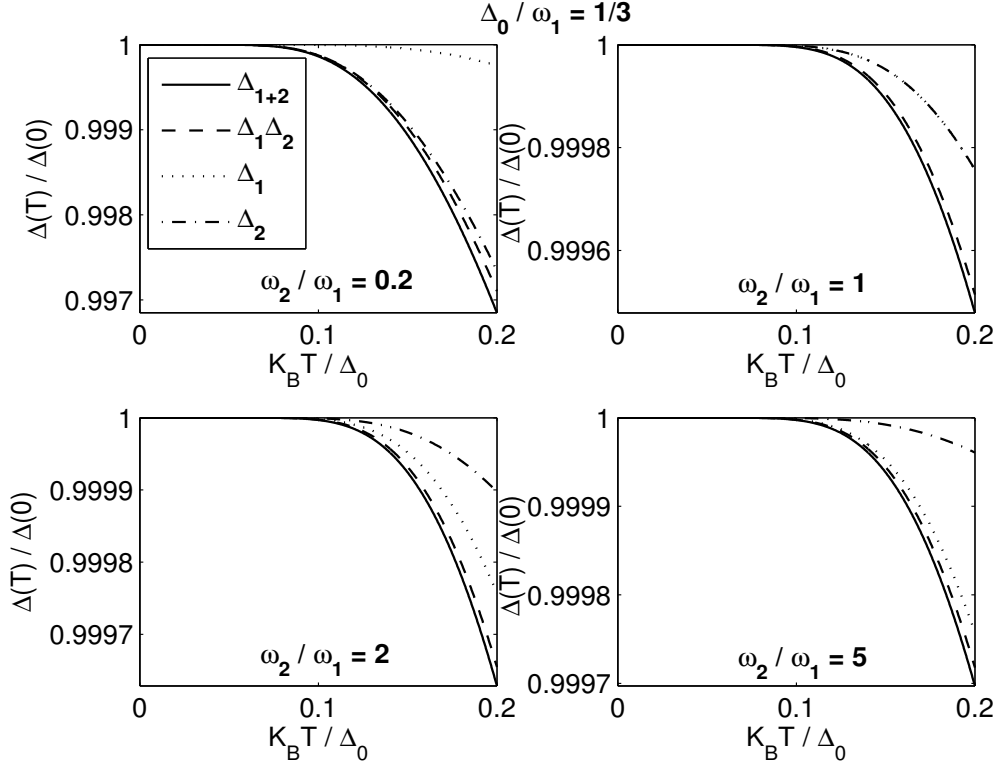 Δ₀ / ω₁ = 1/3
1
0.999
0.998
0.997
Δ(T) / Δ(0)
Δ₁₊₂
Δ₁Δ₂
Δ₁
Δ₂
ω₂ / ω₁ = 0.2
0
0.1
0.2
K_B T / Δ₀
1
0.9998
0.9996
Δ(T) / Δ(0)
ω₂ / ω₁ = 1
0
0.1
0.2
K_B T / Δ₀
1
0.9999
0.9998
0.9997
Δ(T) / Δ(0)
ω₂ / ω₁ = 2
0
0.1
0.2
K_B T / Δ₀
1
0.9999
0.9998
0.9997
Δ(T) / Δ(0)
ω₂ / ω₁ = 5
0
0.1
0.2
K_B T / Δ₀